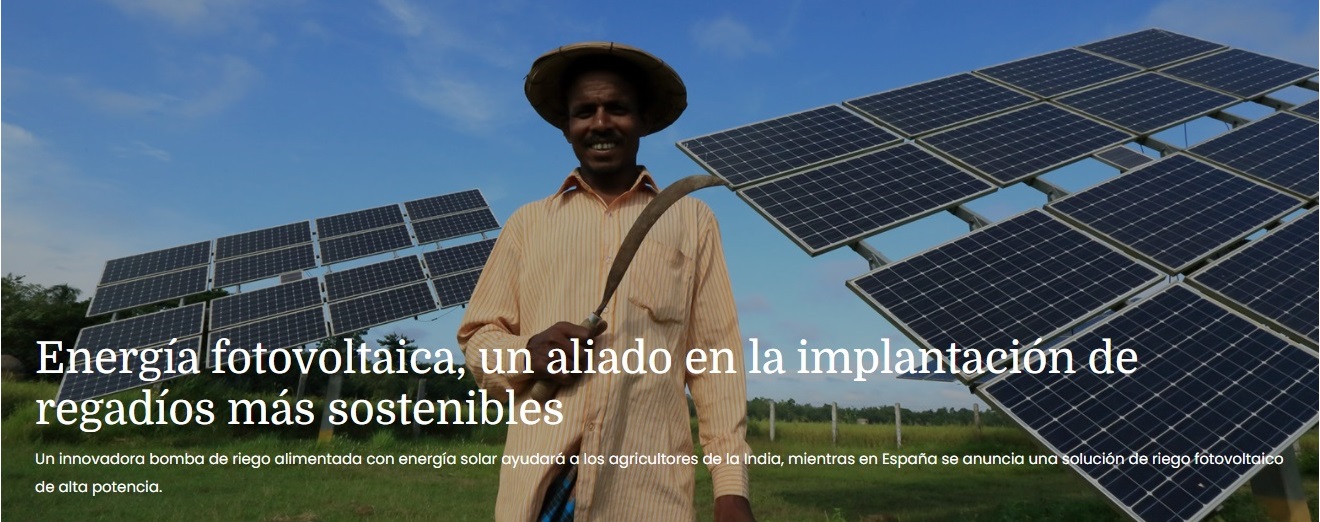 Energía fotovoltaica, un aliado en la implantación de
regadíos más sostenibles
Un innovadora bomba de riego alimentada con energía solar ayudará a los agricultores de la India, mientras en España se anuncia una solución de riego fotovoltaico
de alta potencia.